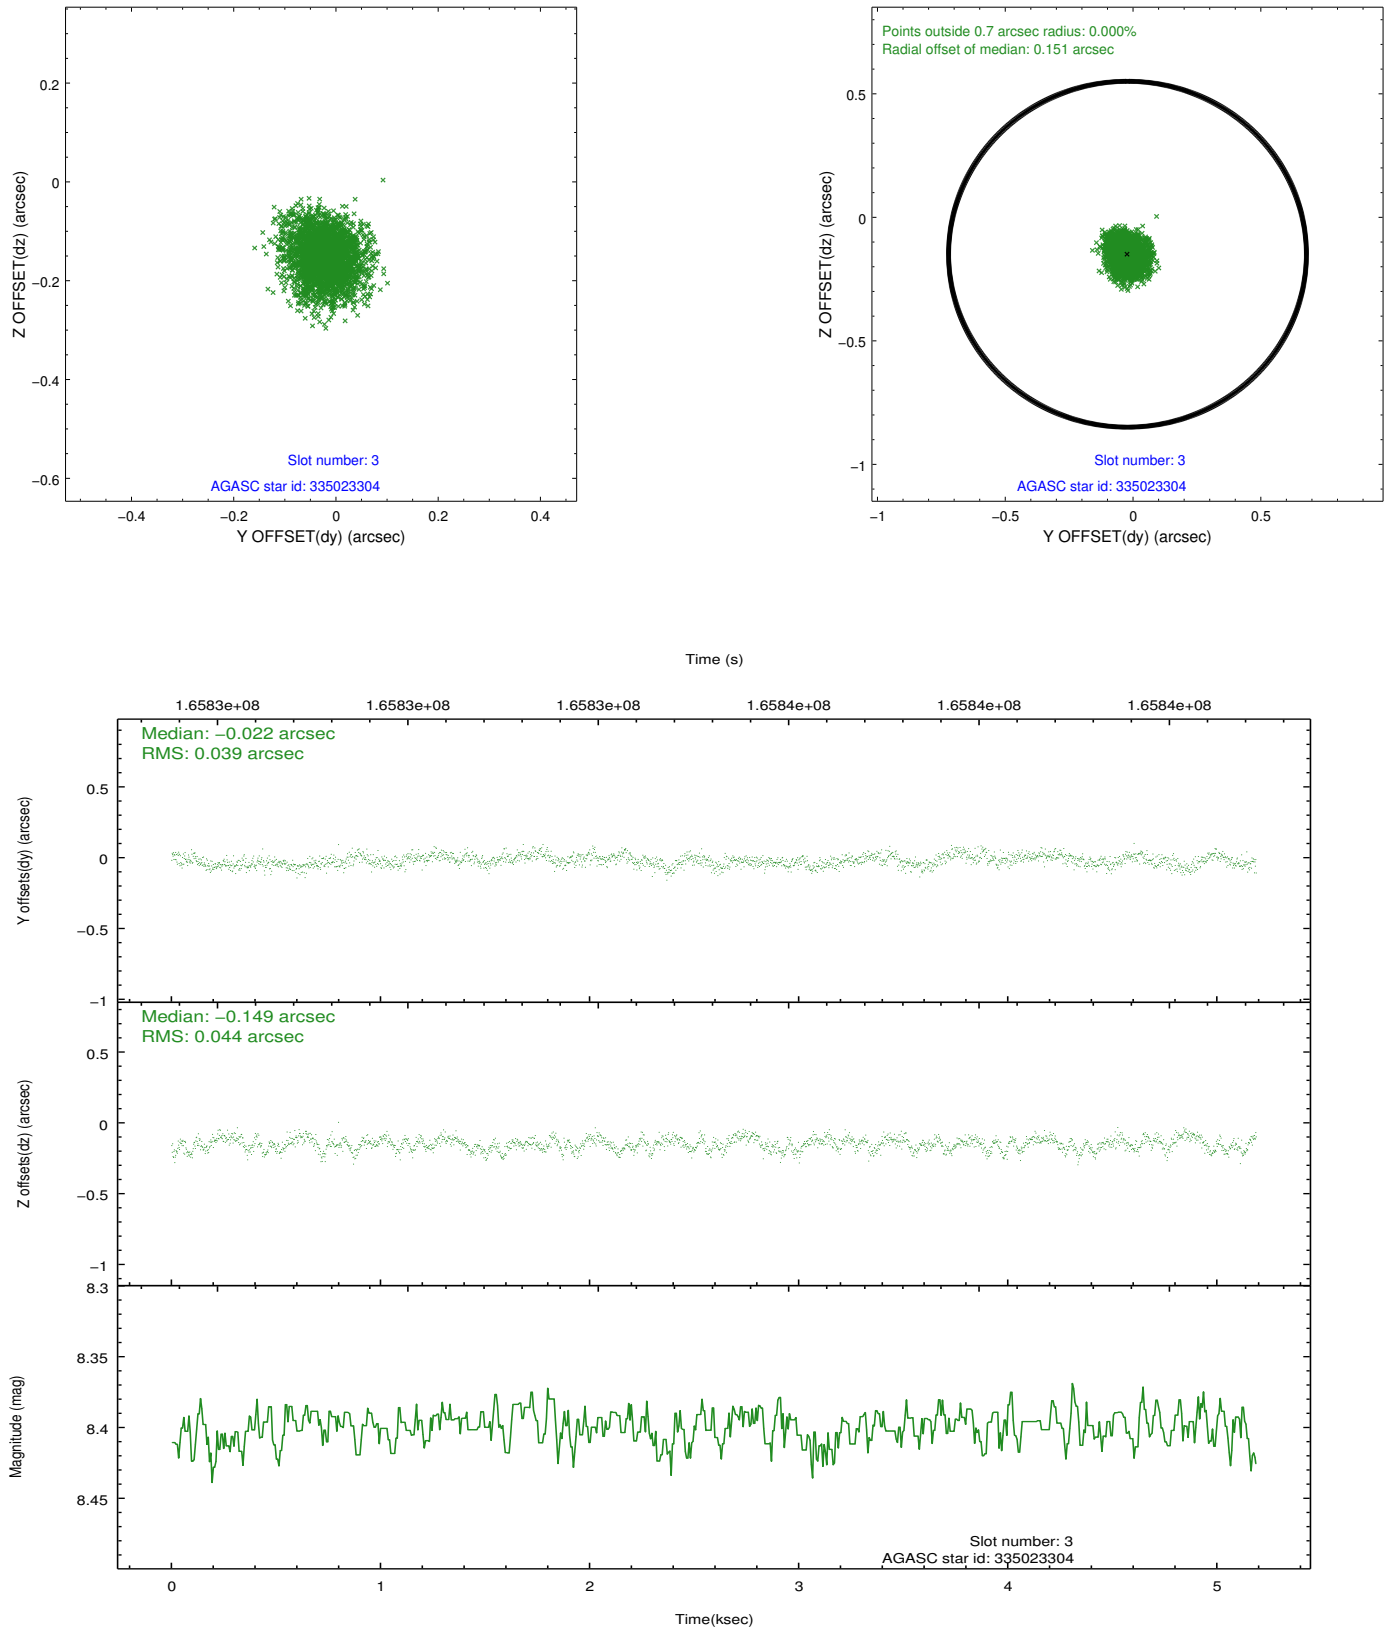 0.2
0
−0.2
−0.4
−0.6
Z OFFSET(dz) (arcsec)
Slot number: 3
AGASC star id: 335023304
−0.4 −0.2 0 0.2 0.4
Y OFFSET(dy) (arcsec)
Points outside 0.7 arcsec radius: 0.000%
Radial offset of median: 0.151 arcsec
0.5
0
−0.5
−1
Z OFFSET(dz) (arcsec)
Slot number: 3
AGASC star id: 335023304
−1 −0.5 0 0.5
Y OFFSET(dy) (arcsec)
Time (s)
1.6583e+08 1.6583e+08 1.6583e+08 1.6584e+08 1.6584e+08 1.6584e+08
Median: −0.022 arcsec
RMS: 0.039 arcsec
0.5
0
−0.5
−1
Y offsets(dy) (arcsec)
Median: −0.149 arcsec
RMS: 0.044 arcsec
0.5
0
−0.5
−1
Z offsets(dz) (arcsec)
8.3
8.35
8.4
8.45
Magnitude (mag)
Slot number: 3
AGASC star id: 335023304
0 1 2 3 4 5
Time(ksec)